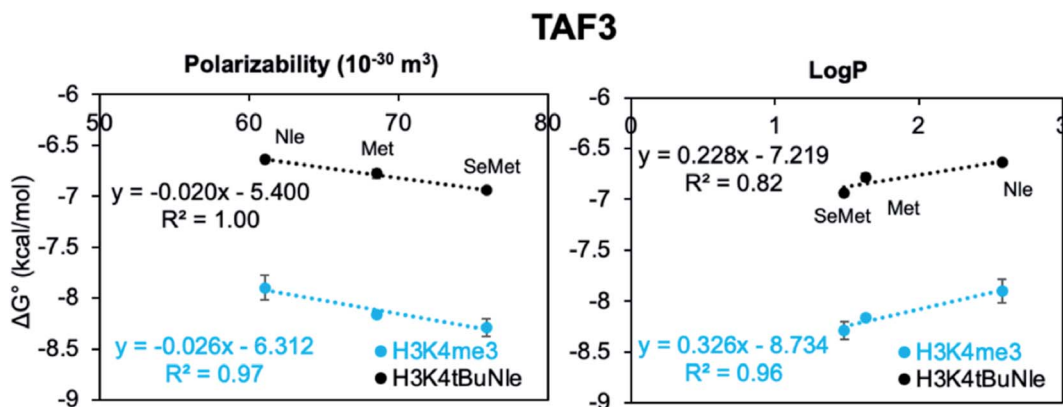 TAF3
Polarizability (10⁻³⁰ m³)
-6
50
60
70
80
-6.5
-7
-7.5
-8
-8.5
-9
ΔG° (kcal/mol)
Nle
Met
SeMet
y = -0.020x - 5.400
R² = 1.00
y = -0.026x - 6.312
R² = 0.97
H3K4me3
H3K4tBuNle
LogP
-6
0
1
2
3
-6.5
-7
-7.5
-8
-8.5
-9
y = 0.228x - 7.219
R² = 0.82
SeMet
Met
Nle
y = 0.326x - 8.734
R² = 0.96
H3K4me3
H3K4tBuNle